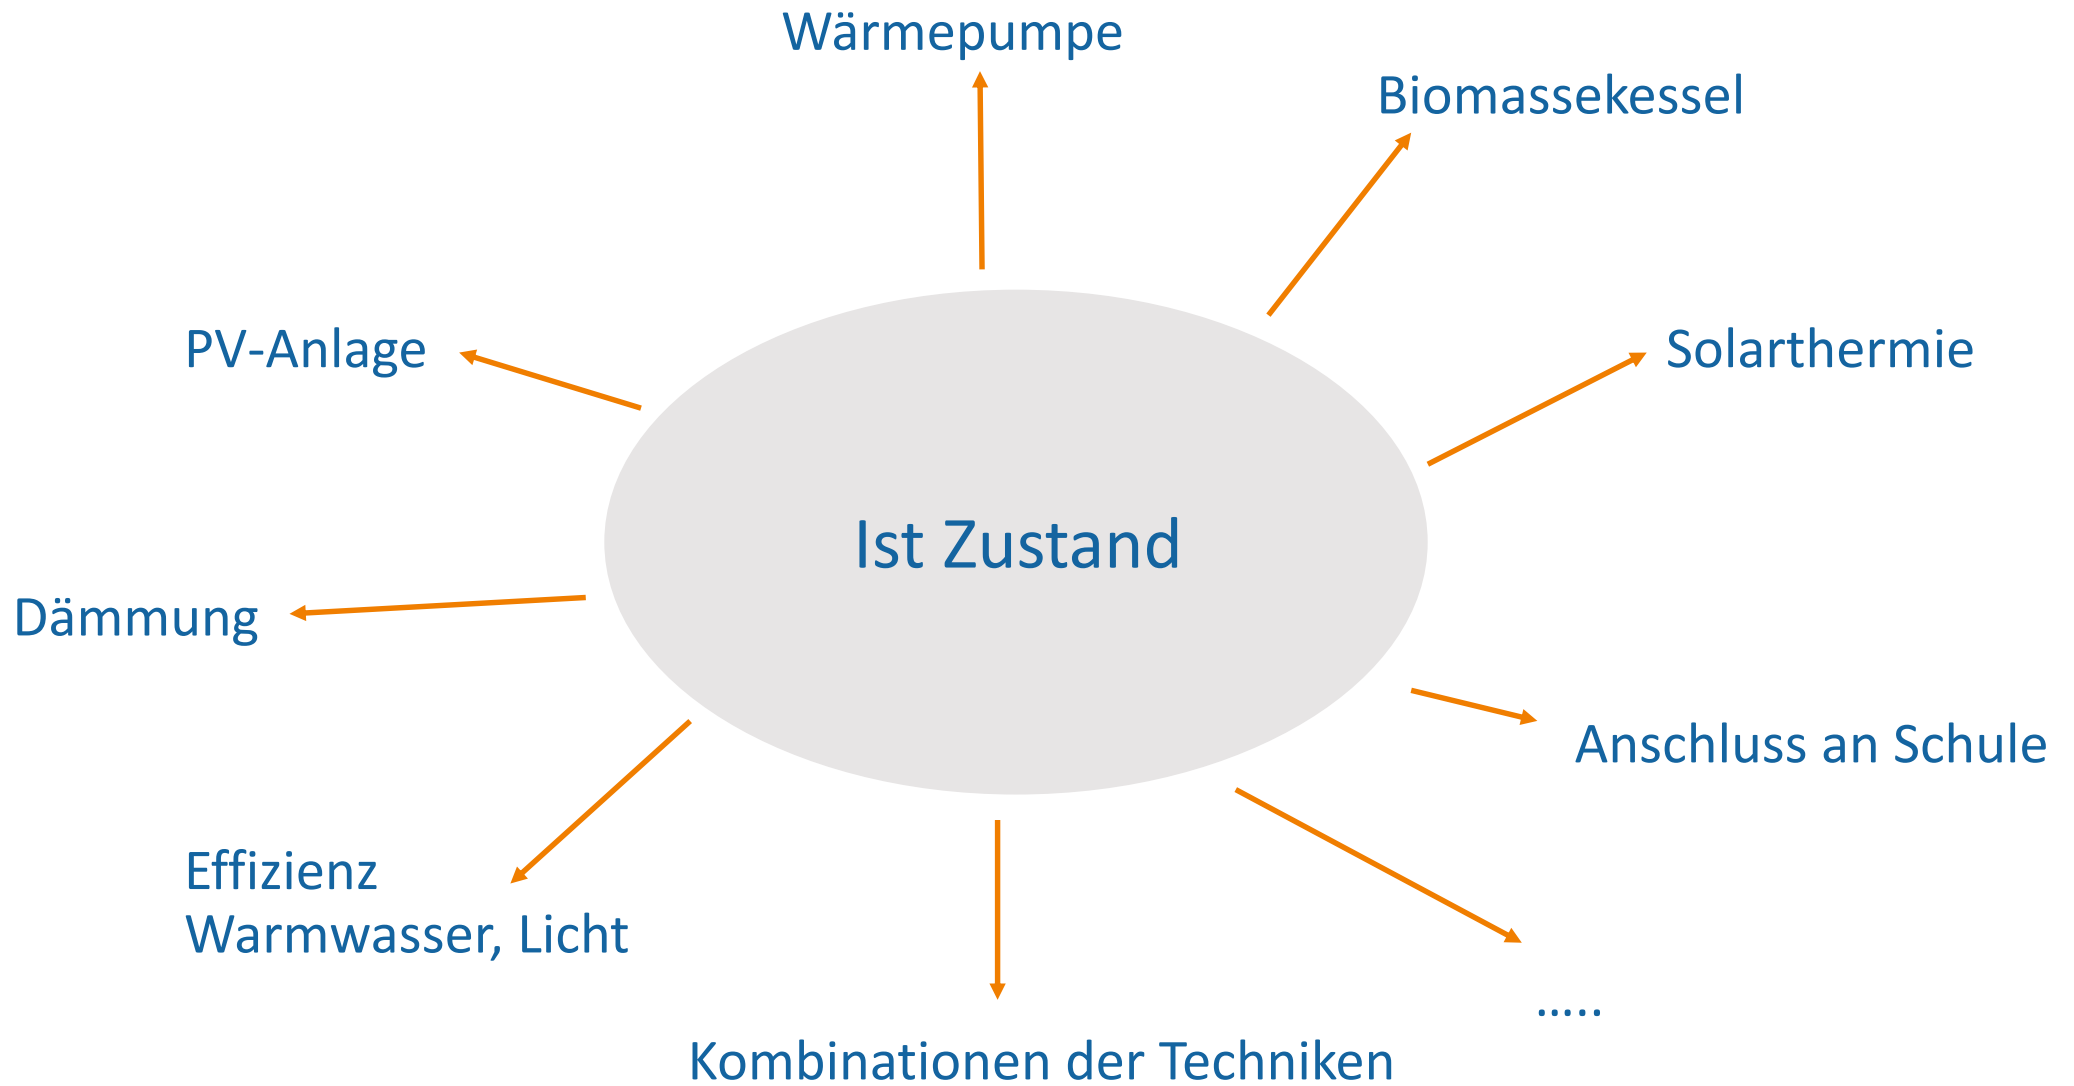 Wärmepumpe
Biomassekessel
PV-Anlage
Solarthermie
Ist Zustand
Dämmung
Anschluss an Schule
Effizienz
Warmwasser, Licht
.....
Kombinationen der Techniken